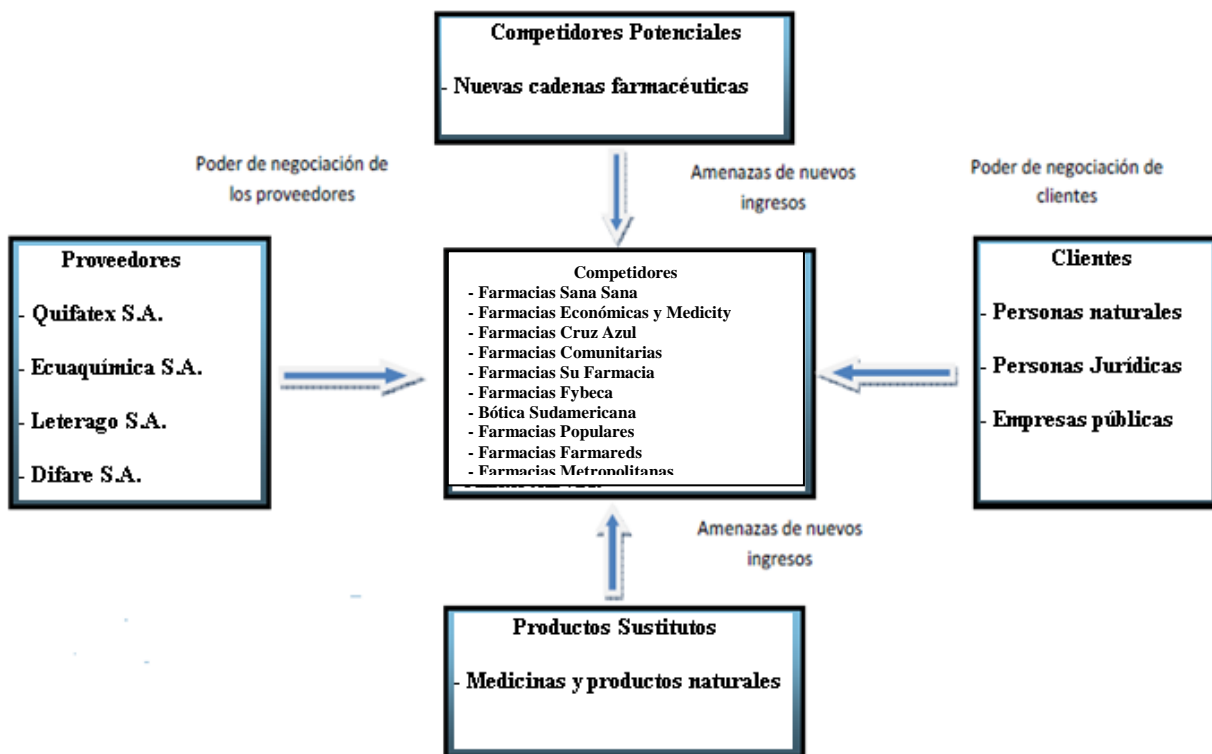 Competidores Potenciales
- Nuevas cadenas farmacéuticas
Poder de negociación de
los proveedores
Amenazas de nuevos
ingresos
Poder de negociación de
clientes
Proveedores
- Quifatex S.A.
- Ecuaquímica S.A.
- Leterago S.A.
- Difare S.A.
Competidores
- Farmacias Sana Sana
- Farmacias Económicas y Medicity
- Farmacias Cruz Azul
- Farmacias Comunitarias
- Farmacias Su Farmacia
- Farmacias Fybeca
- Bótica Sudamericana
- Farmacias Populares
- Farmacias Farmareds
- Farmacias Metropolitanas
Clientes
- Personas naturales
- Personas Jurídicas
- Empresas públicas
Amenazas de nuevos
ingresos
Productos Sustitutos
- Medicinas y productos naturales